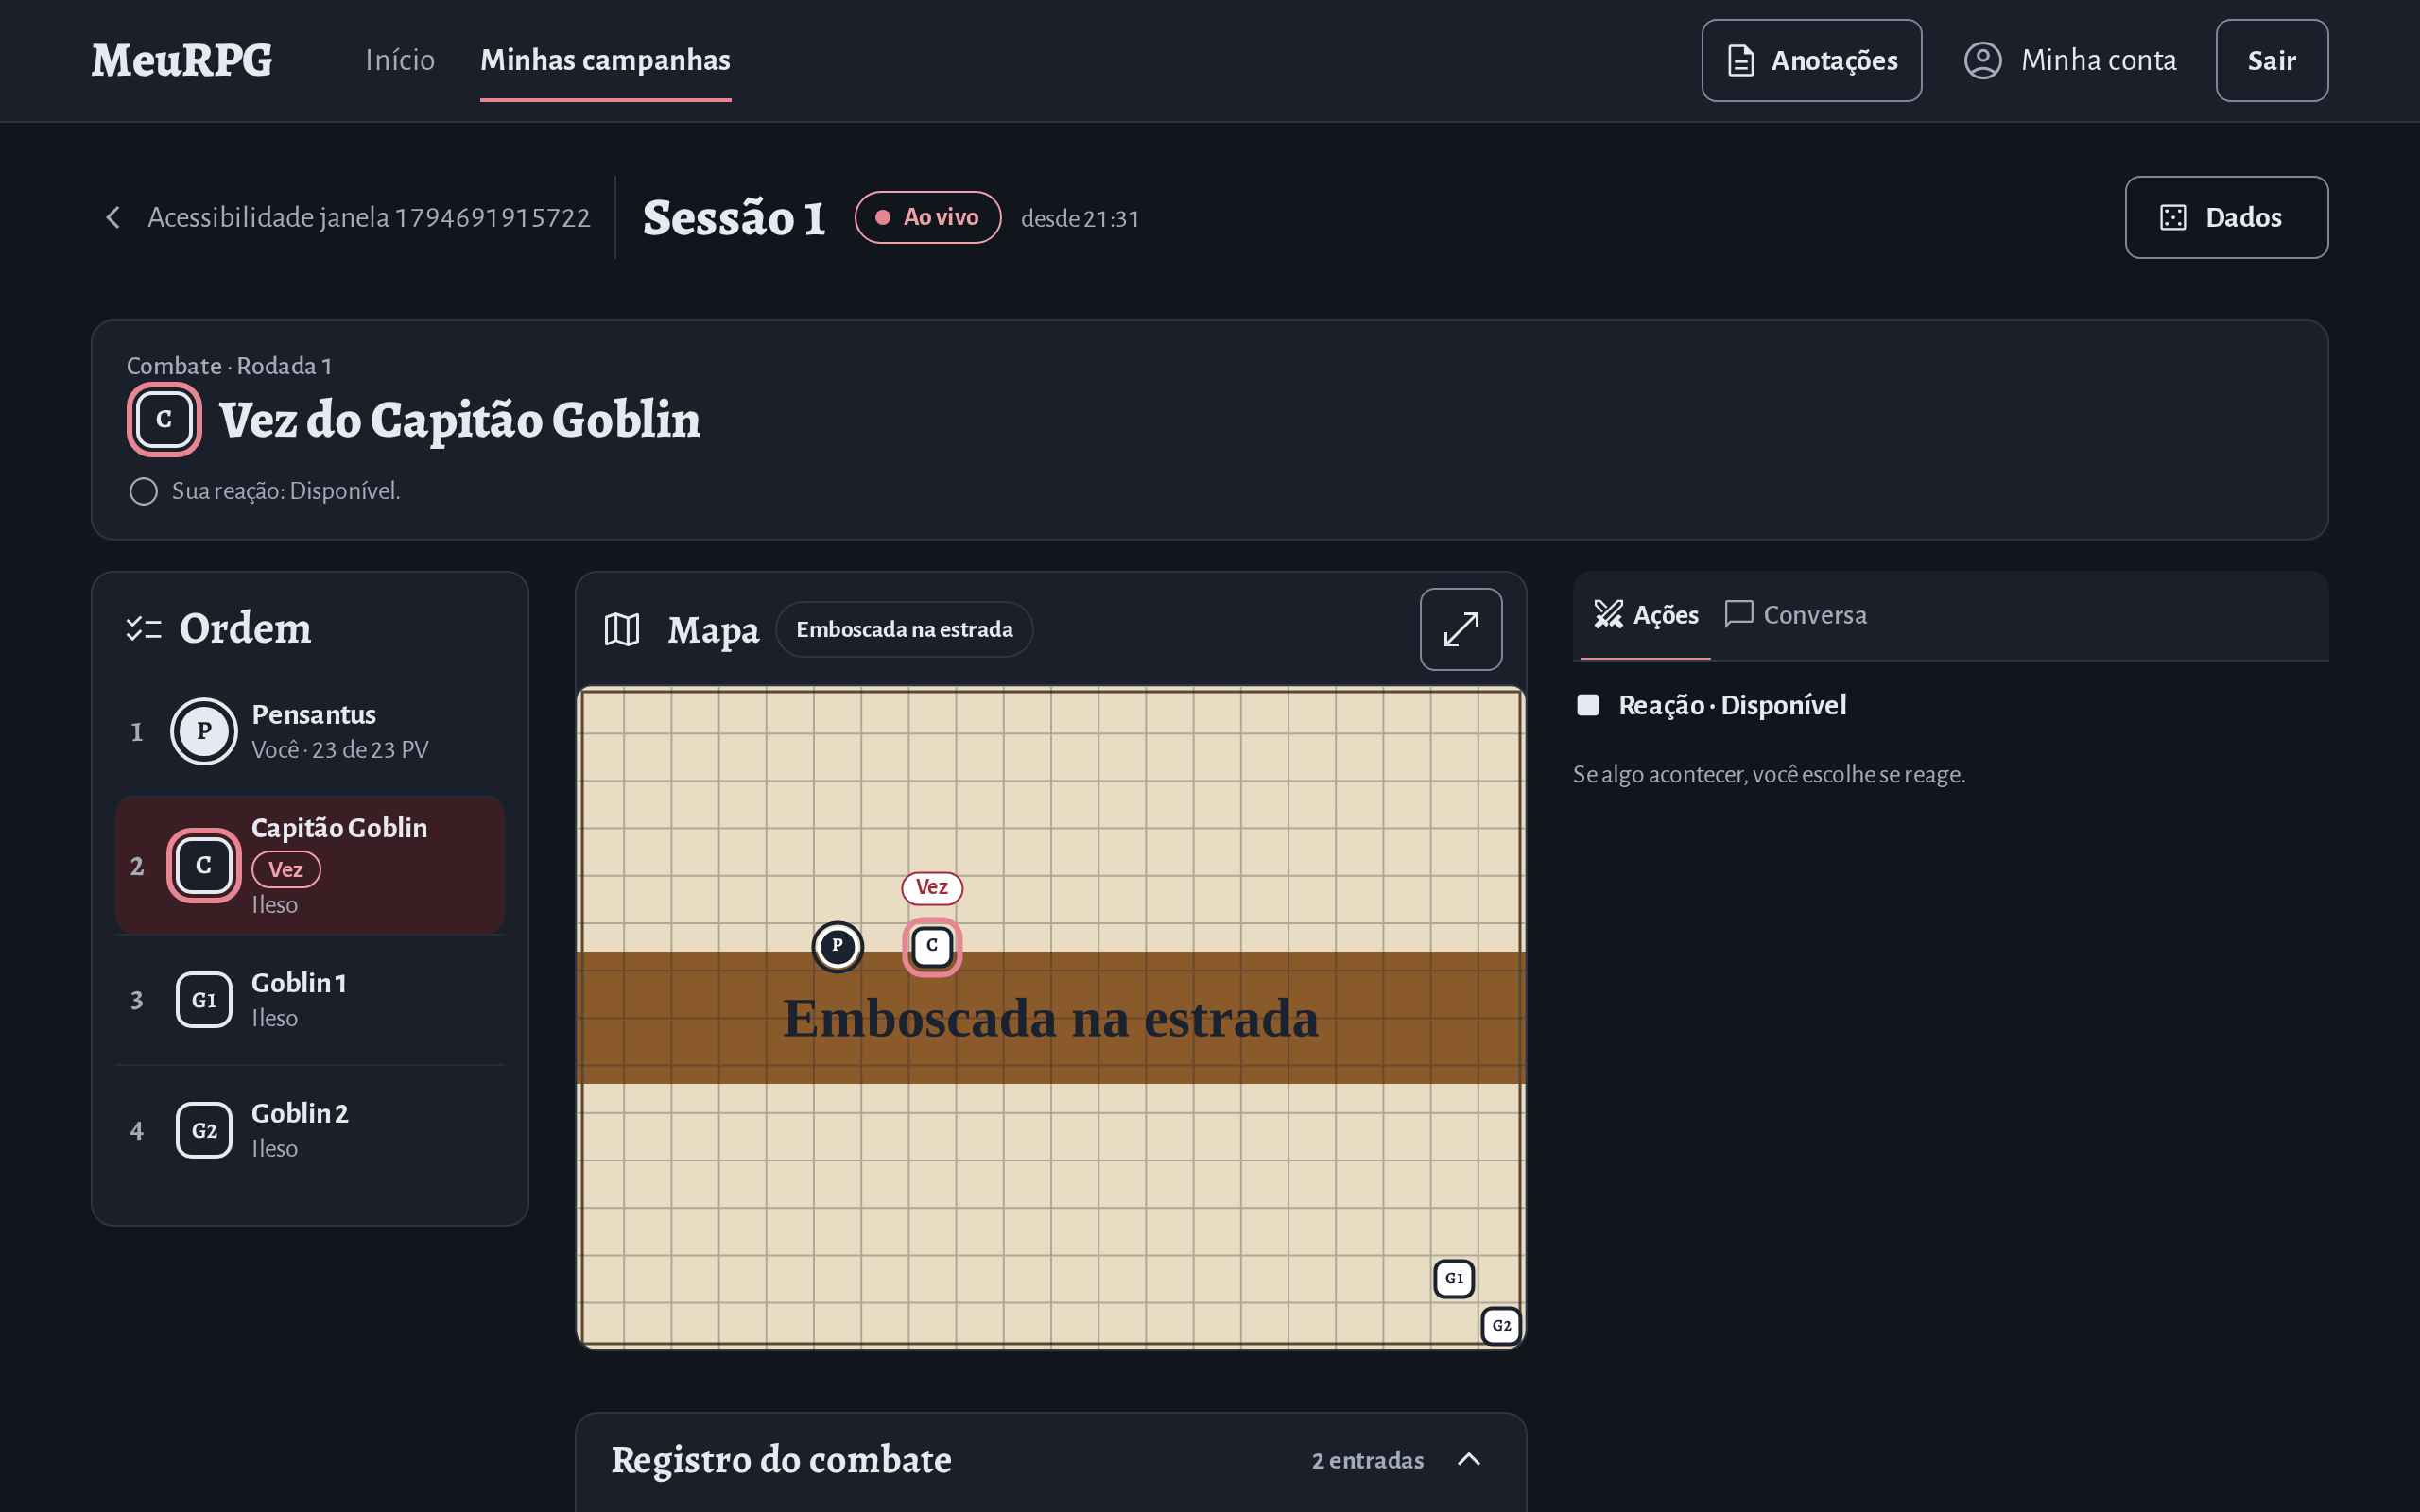 MeuRPG
Início
Minhas campanhas
Anotações
Minha conta
Sair
Acessibilidade janela 1794691915722
Sessão 1
Ao vivo
desde 21:31
Dados
Combate · Rodada 1
C
Vez do Capitão Goblin
Sua reação: Disponível.
Ordem
1
P
Pensantus
Você · 23 de 23 PV
2
C
Capitão Goblin
Vez
Ileso
3
G1
Goblin 1
Ileso
4
G2
Goblin 2
Ileso
Mapa
Emboscada na estrada
Vez
P
C
Emboscada na estrada
G1
G2
Registro do combate
2 entradas
Ações
Conversa
Reação · Disponível
Se algo acontecer, você escolhe se reage.